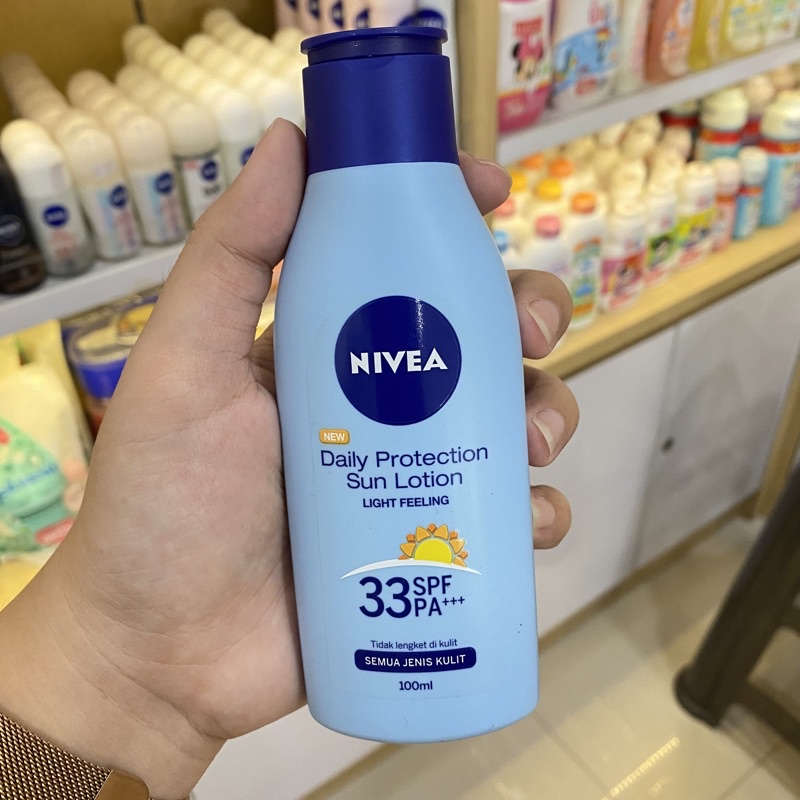 NIVEA
NEW
Daily Protection
Sun Lotion
LIGHT FEELING
33 SPF
PA+++
Tidak lengket di kulit
SEMUA JENIS KULIT
100ml